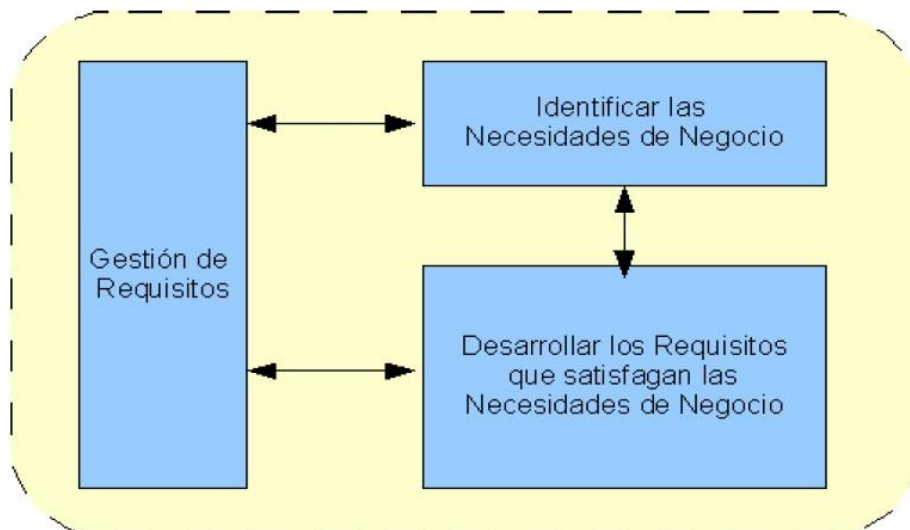 Gestión de
Requisitos
Identificar las
Necesidades de Negocio
Desarrollar los Requisitos
que satisfagan las
Necesidades de Negocio